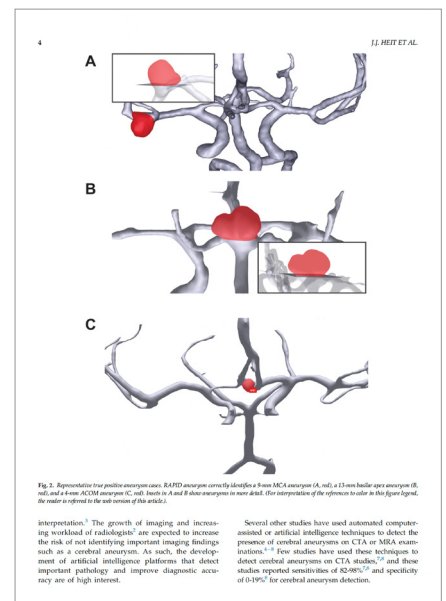 4
J.J. HEIT ET AL.
A
B
C
Fig. 2. Representative true positive aneurysm cases. RAPID aneurysm correctly identifies a 9-mm MCA aneurysm (A, red), a 13-mm basilar apex aneurysm (B,
red), and a 4-mm ACOM aneurysm (C, red). Insets in A and B show aneurysms in more detail. (For interpretation of the references to color in this figure legend,
the reader is referred to the web version of this article.).
interpretation.5 The growth of imaging and increas-
ing workload of radiologists2 are expected to increase
the risk of not identifying important imaging findings
such as a cerebral aneurysm. As such, the develop-
ment of artificial intelligence platforms that detect
important pathology and improve diagnostic accu-
racy are of high interest.
Several other studies have used automated computer-
assisted or artificial intelligence techniques to detect the
presence of cerebral aneurysms on CTA or MRA exam-
inations.4-8 Few studies have used these techniques to
detect cerebral aneurysms on CTA studies,7,8 and these
studies reported sensitivities of 82-98%7,8 and specificity
of 0-19%8 for cerebral aneurysm detection.